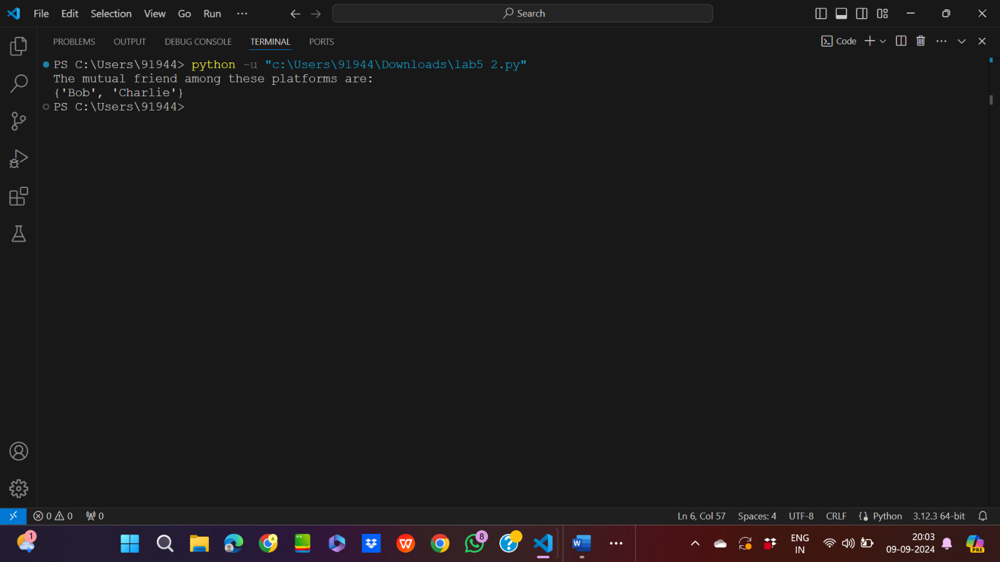 File Edit Selection View Go Run ···
Search
PROBLEMS OUTPUT DEBUG CONSOLE TERMINAL PORTS
Code
PS C:\Users\91944> python -u "c:\Users\91944\Downloads\lab5 2.py"
The mutual friend among these platforms are:
{'Bob', 'Charlie'}
PS C:\Users\91944>
0 0 0
Ln 6, Col 57 Spaces: 4 UTF-8 CRLF {} Python 3.12.3 64-bit
1
W
8
?
W
ENG
IN
20:03
09-09-2024
PRE